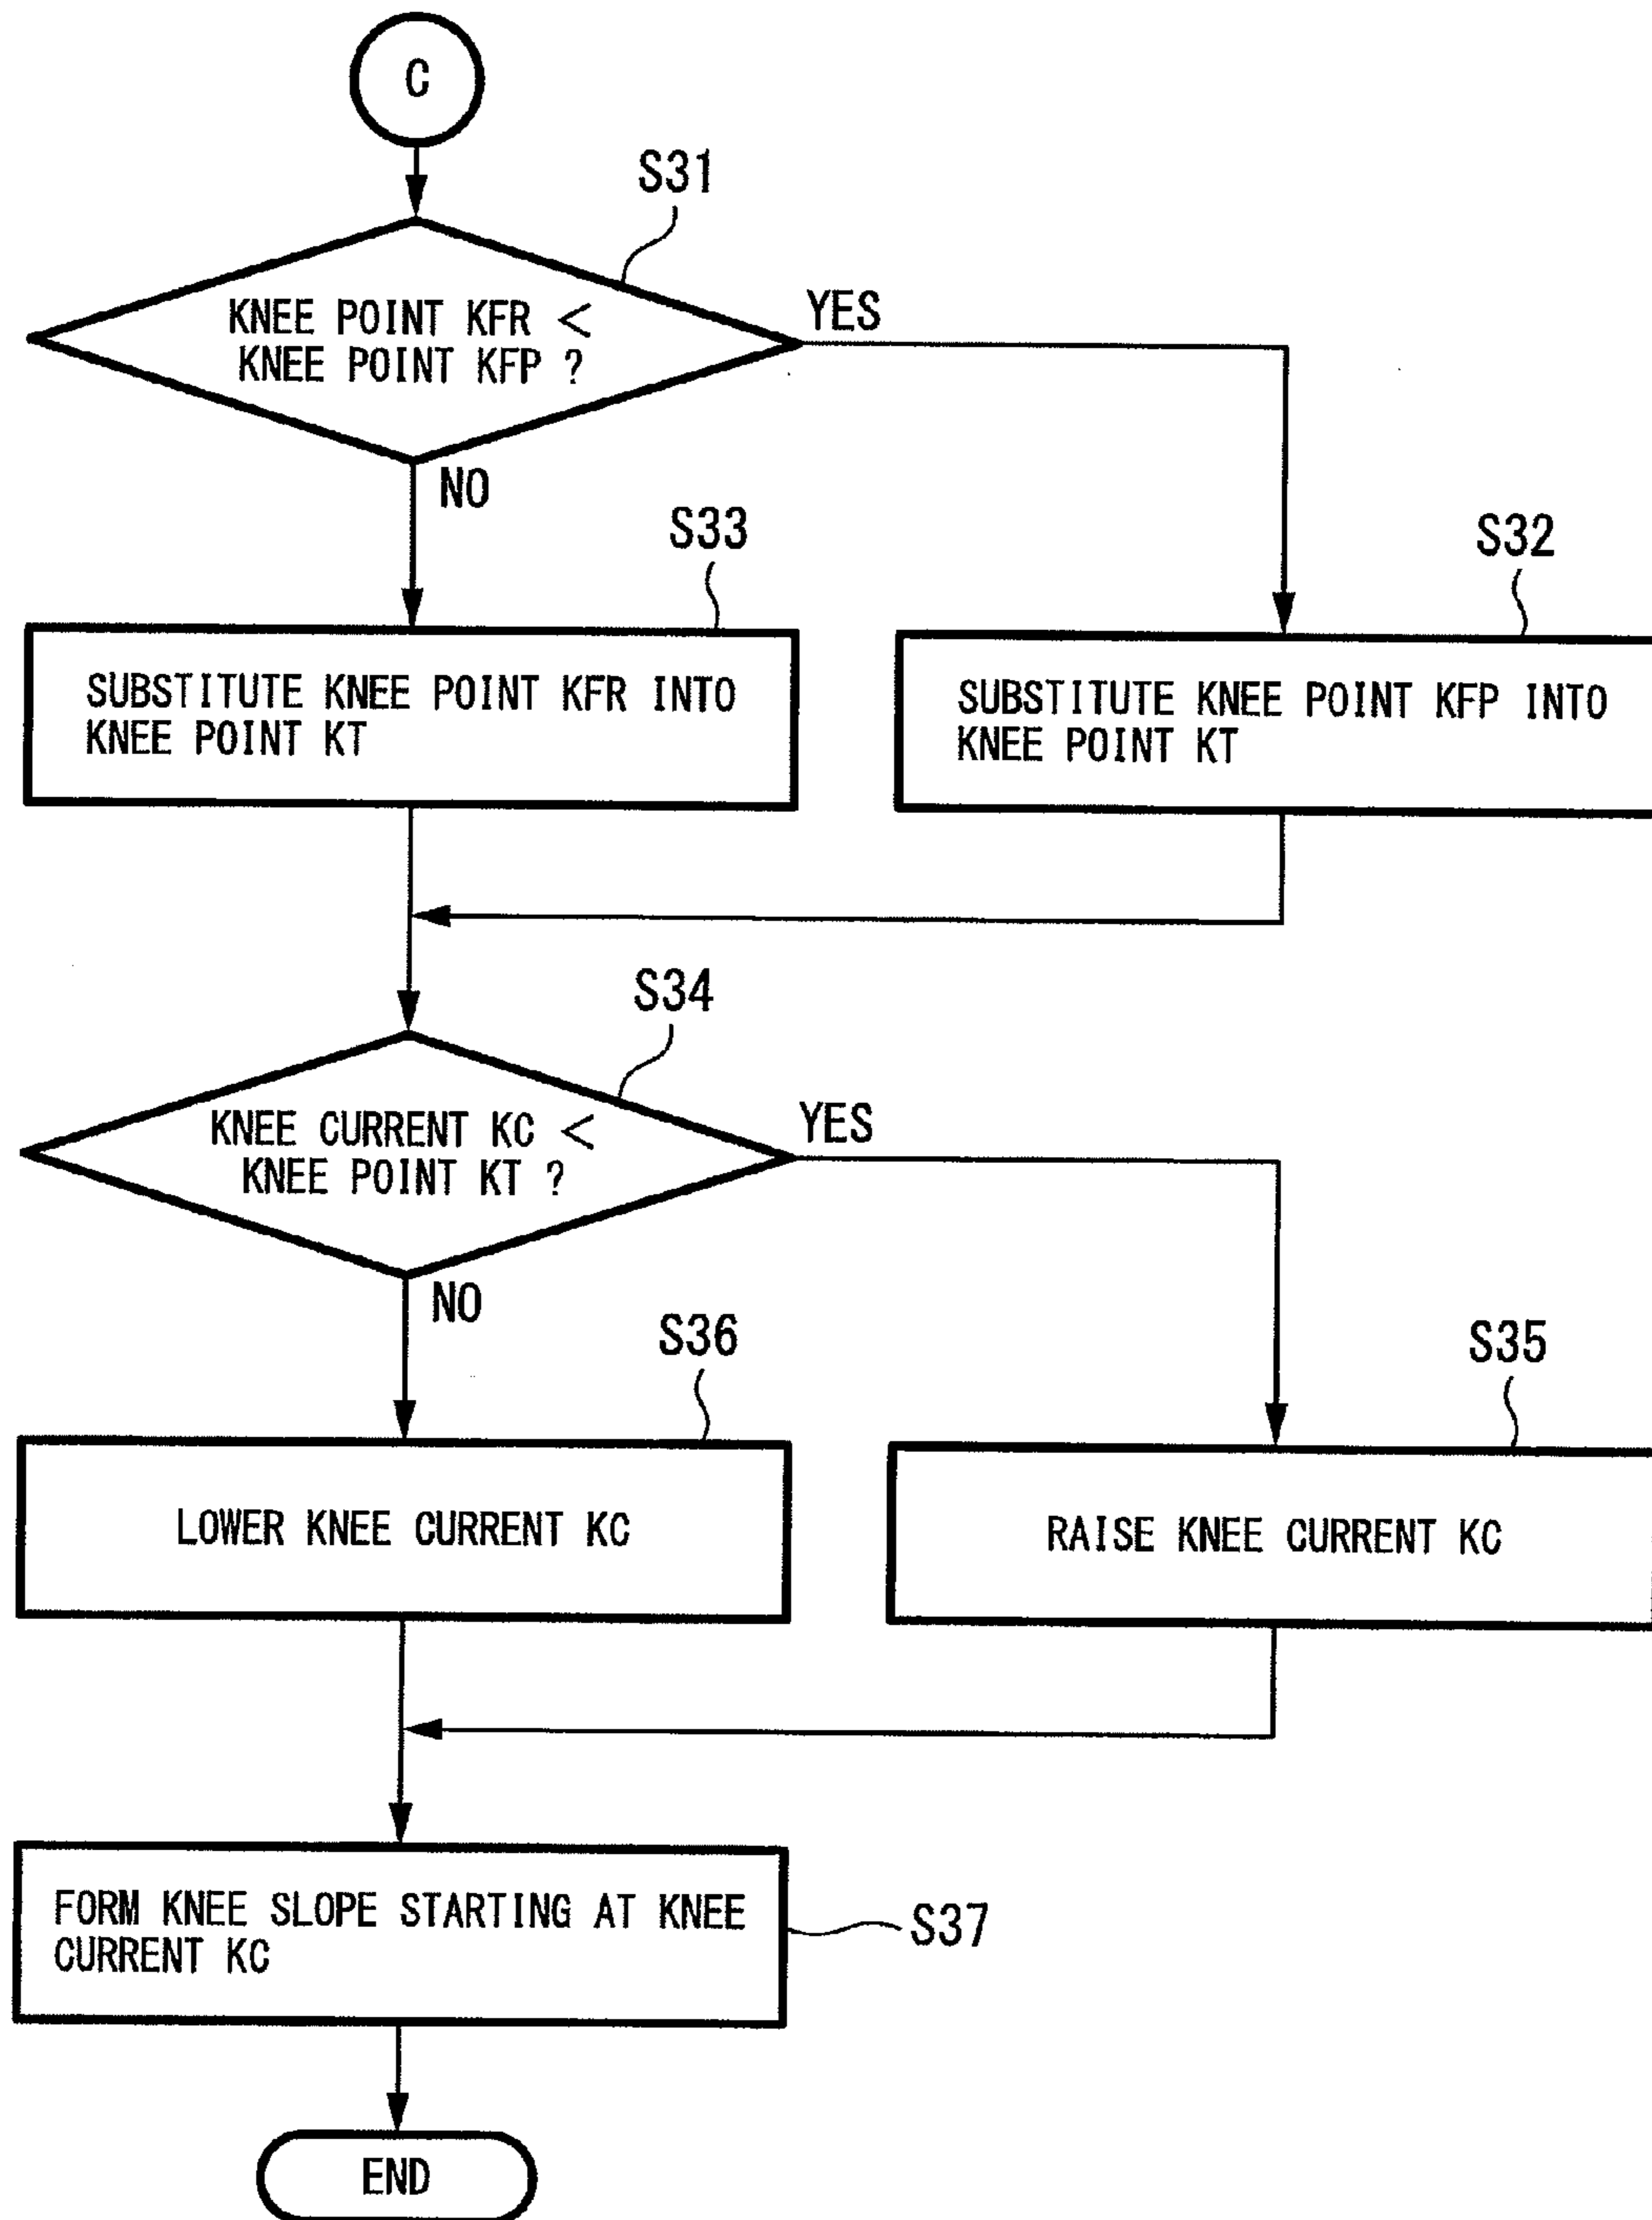 C
S31
KNEE POINT KFR <
KNEE POINT KFP ?
YES
NO
S33
S32
SUBSTITUTE KNEE POINT KFR INTO
KNEE POINT KT
SUBSTITUTE KNEE POINT KFP INTO
KNEE POINT KT
S34
KNEE CURRENT KC <
KNEE POINT KT ?
YES
NO
S36
S35
LOWER KNEE CURRENT KC
RAISE KNEE CURRENT KC
FORM KNEE SLOPE STARTING AT KNEE
CURRENT KC
S37
END